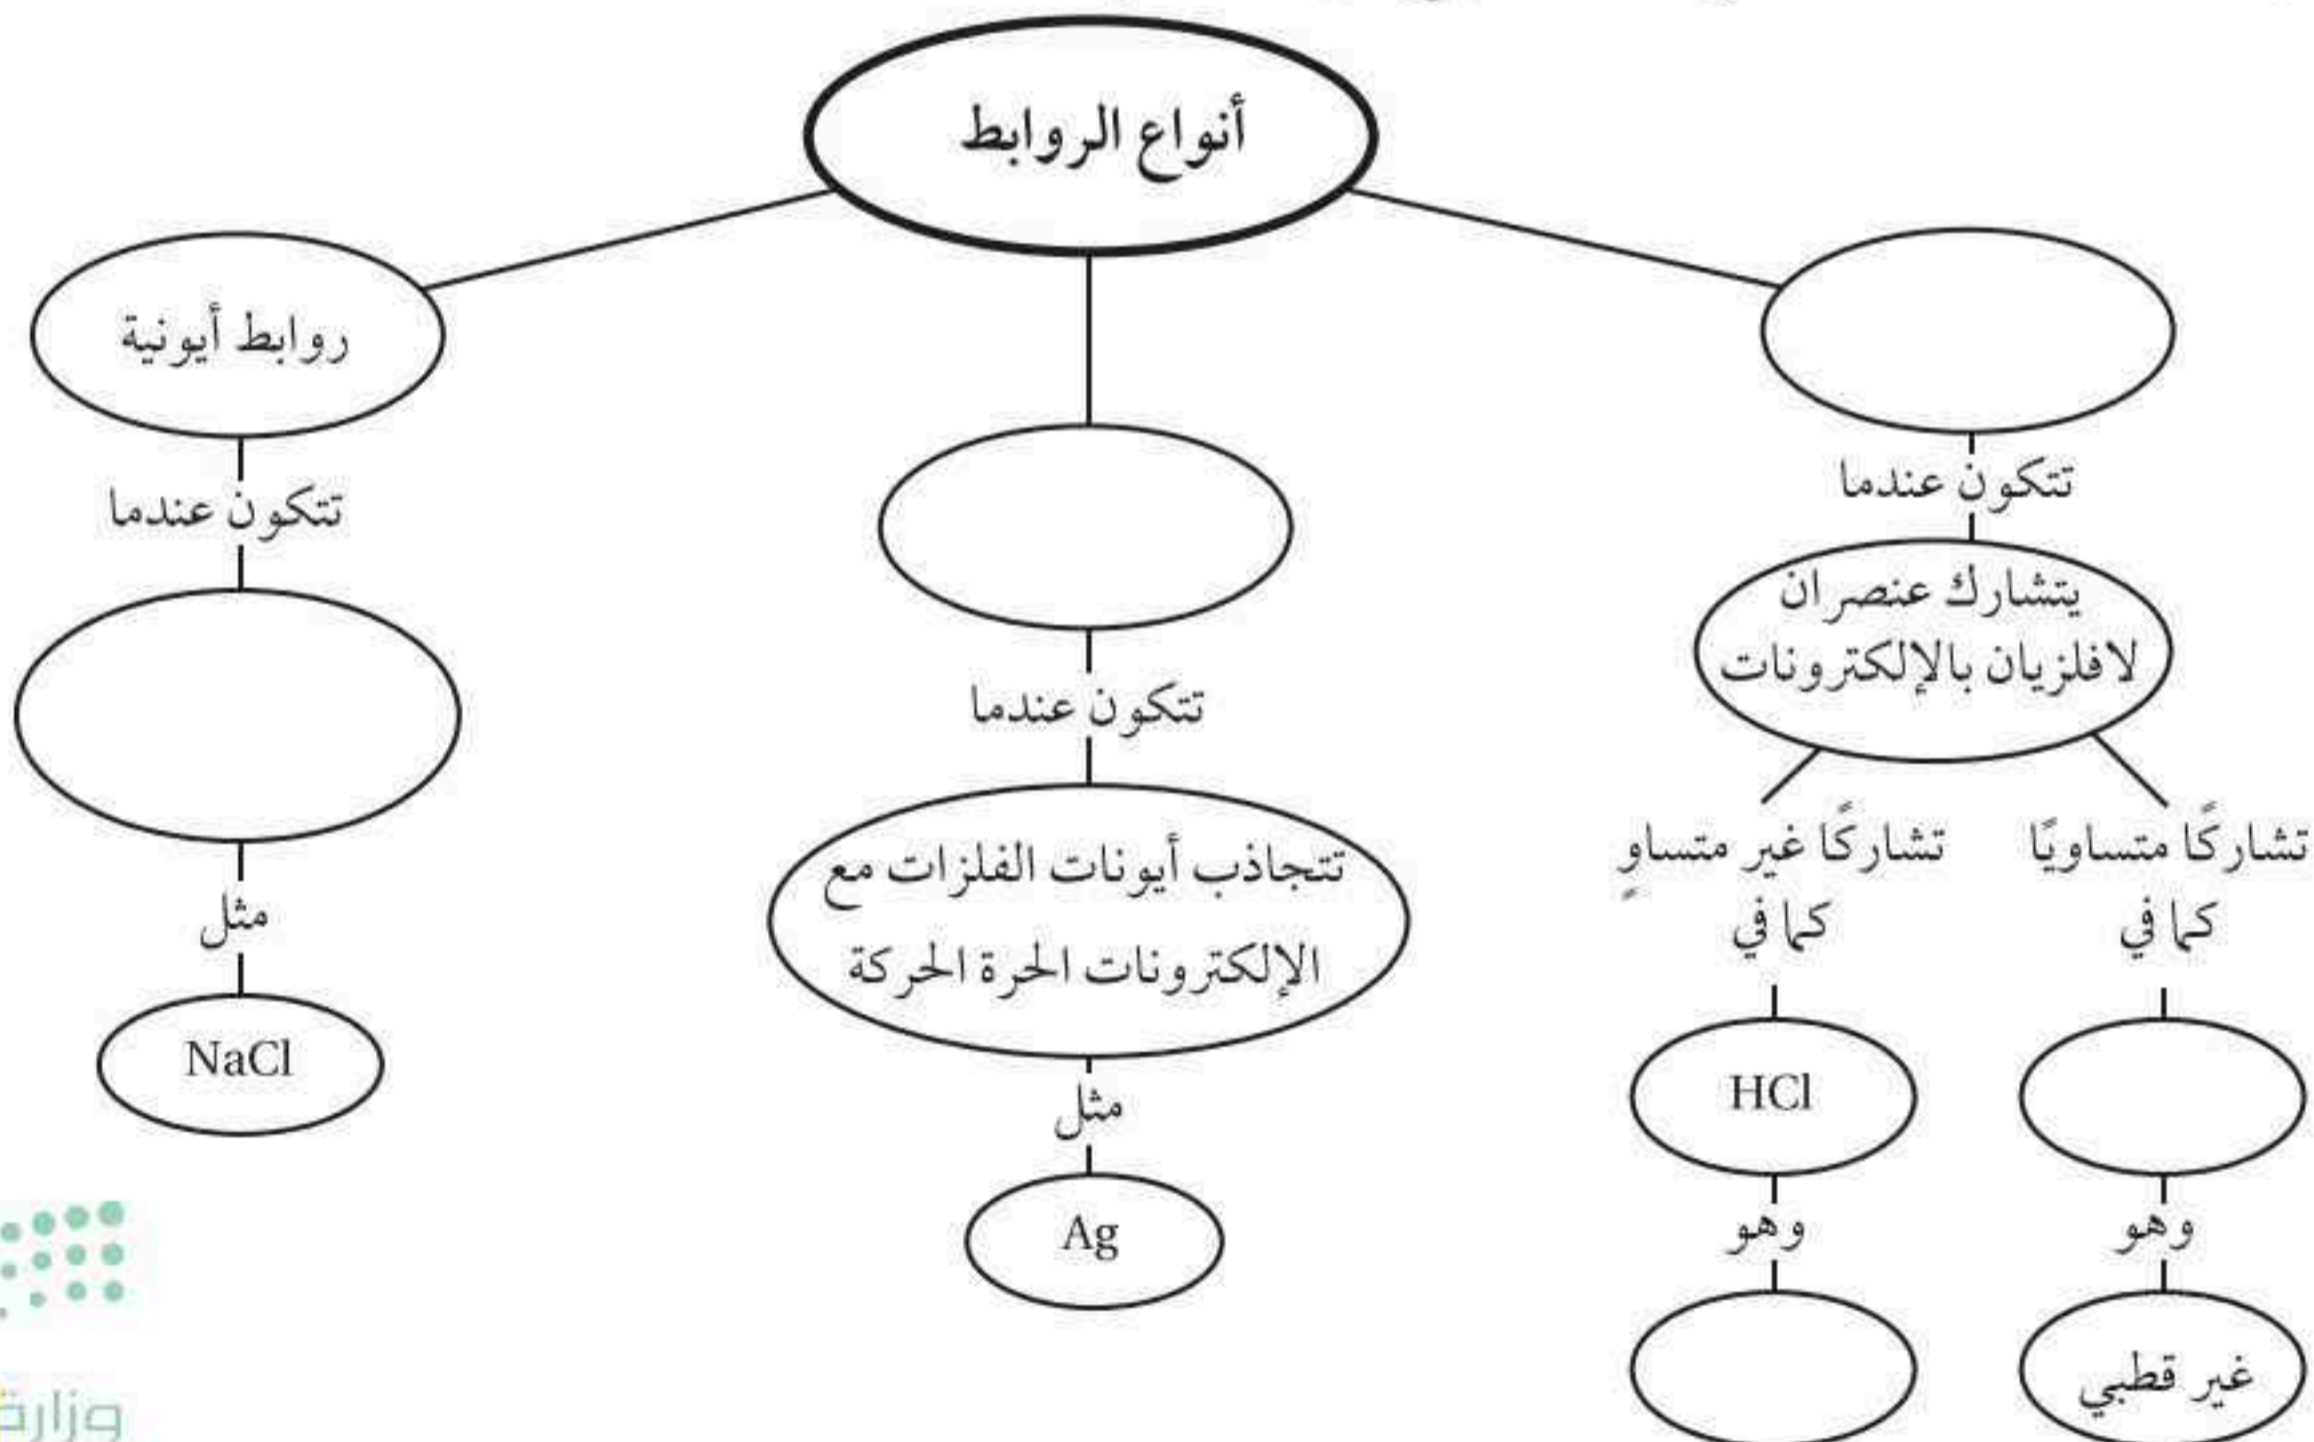 أنواع الروابط
روابط أيونية
تتكون عندما
تتكون عندما
يتشارك عنصران
لافلزيان بالإلكترونات
تتكون عندما
تشاركًا متساويًا
كما في
تشاركًا غير متساوٍ
كما في
تتجاذب أيونات الفلزات مع
الإلكترونات الحرة الحركة
مثل
مثل
NaCl
HCl
Ag
وهو
وهو
غير قطبي
وزارة